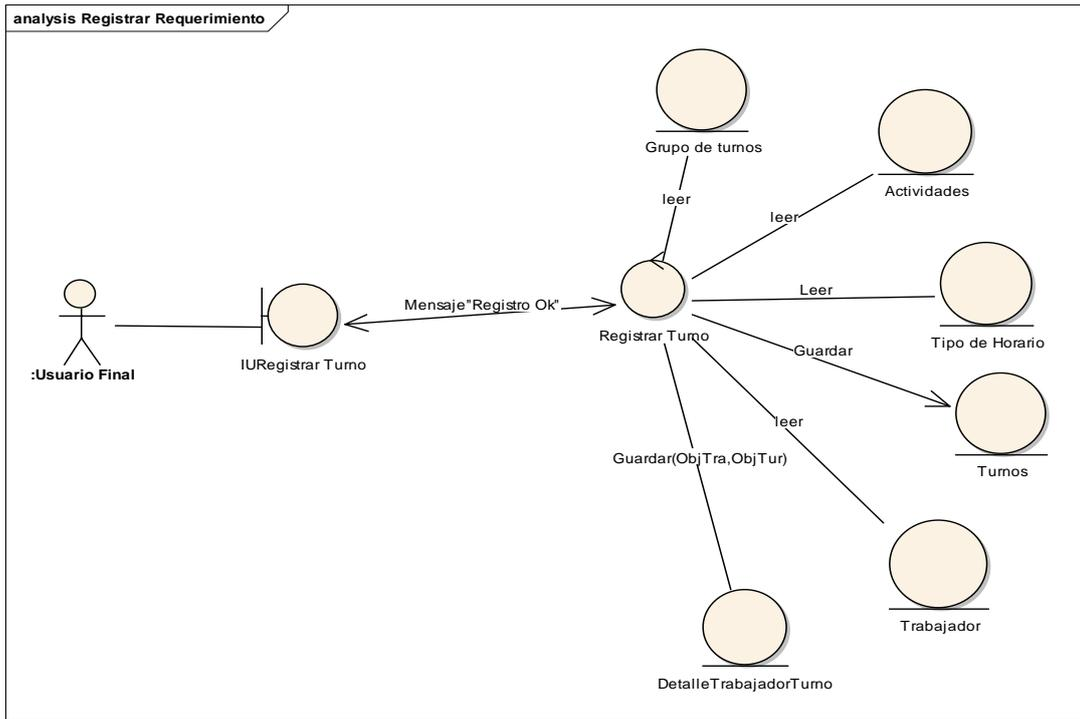 analysis Registrar Requerimiento
Grupo de turnos
Actividades
leer
leer
Leer
Tipo de Horario
Mensaje"Registro Ok"
Registrar Turno
IURegistrar Turno
:Usuario Final
Guardar
Turnos
leer
Guardar(ObjTra,ObjTur)
Trabajador
DetalleTrabajadorTurno